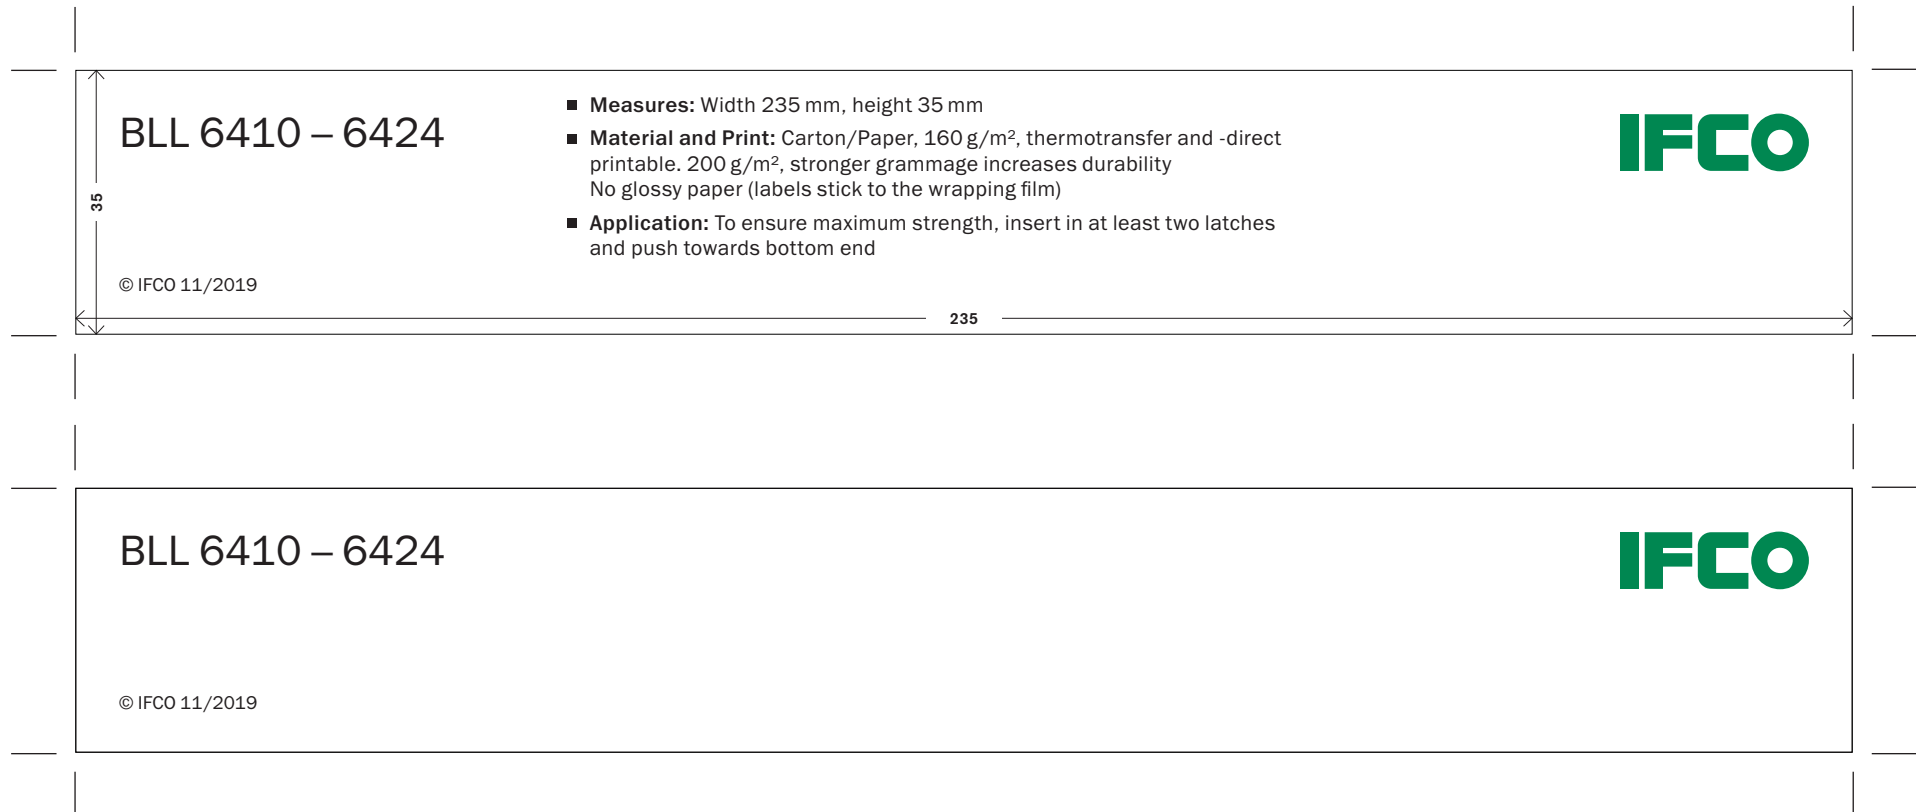 BLL 6410 – 6424
■ Measures: Width 235 mm, height 35 mm
■ Material and Print: Carton/Paper, 160 g/m², thermotransfer and -direct
printable. 200 g/m², stronger grammage increases durability
No glossy paper (labels stick to the wrapping film)
■ Application: To ensure maximum strength, insert in at least two latches
and push towards bottom end
IFCO
35
© IFCO 11/2019
235
BLL 6410 – 6424
IFCO
© IFCO 11/2019